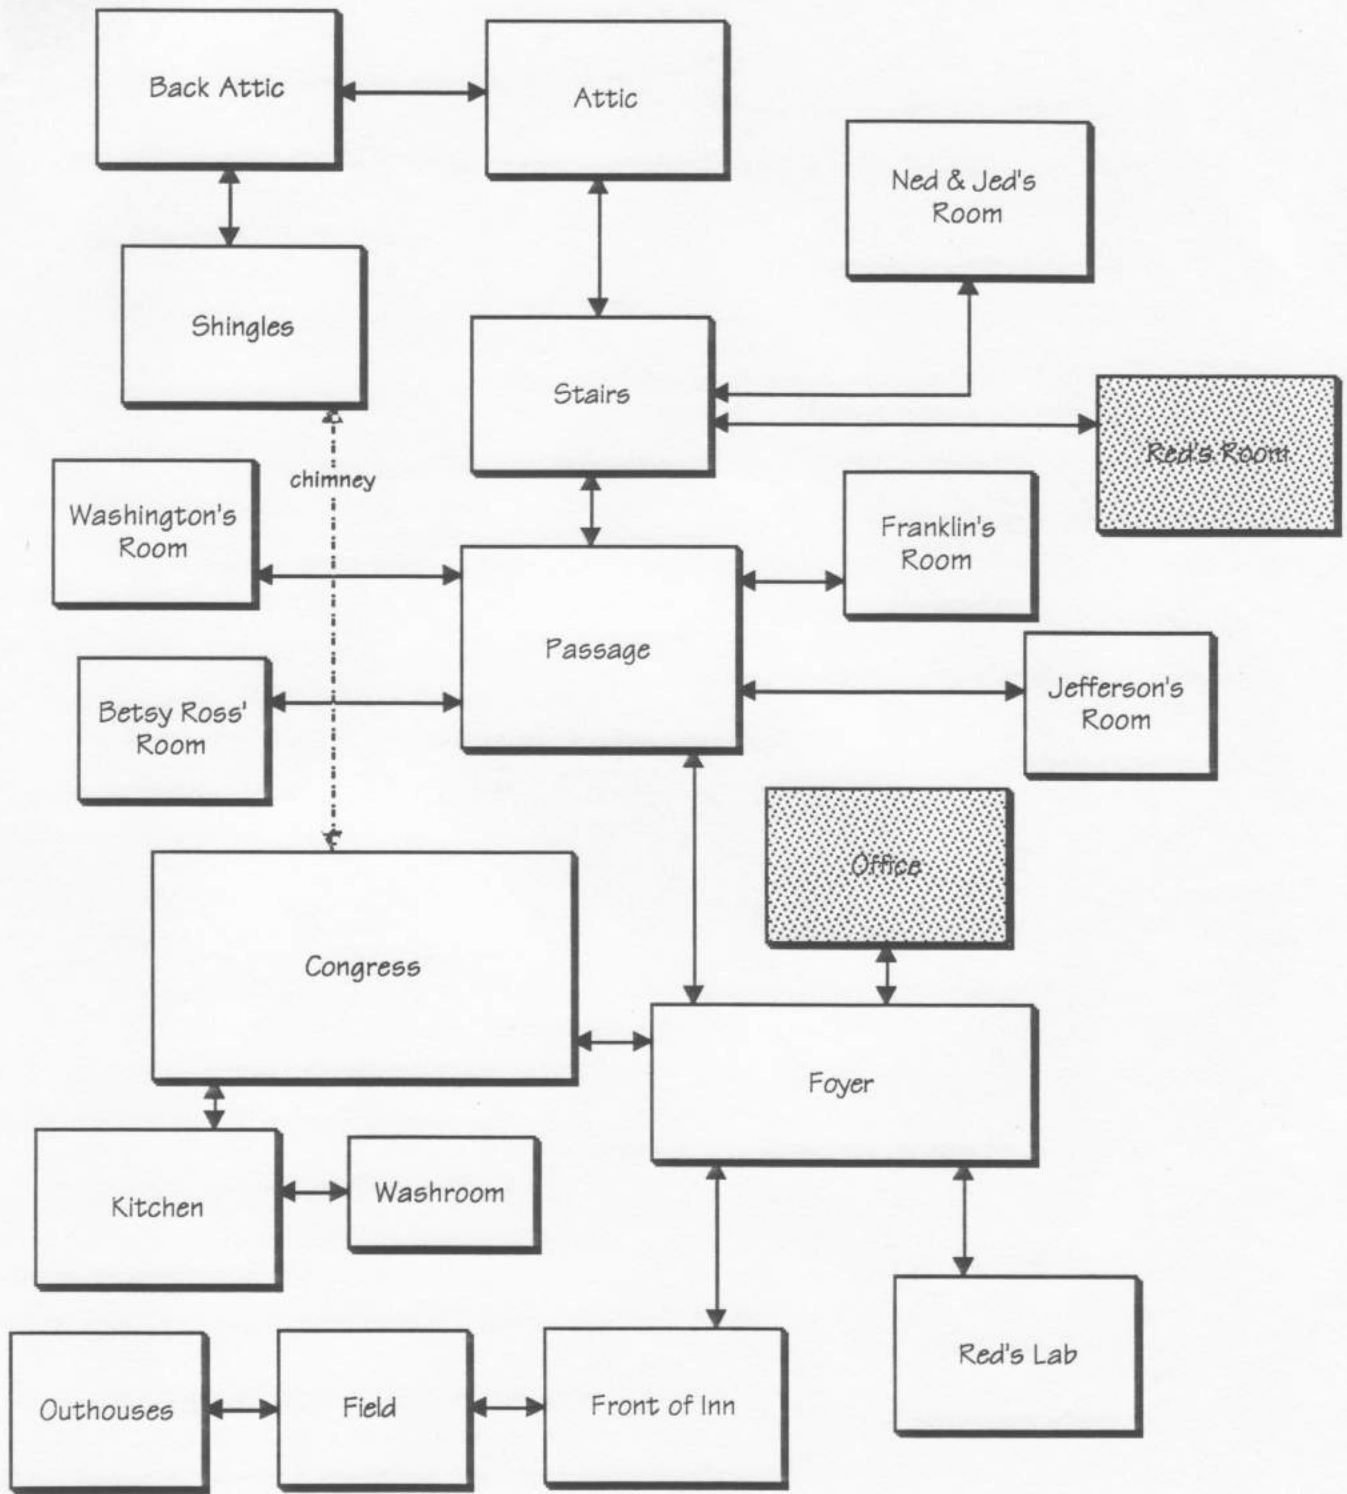 Back Attic
Attic
Ned & Jed's
Room
Shingles
Stairs
Red's Room
chimney
Washington's
Room
Franklin's
Room
Passage
Betsy Ross'
Room
Jefferson's
Room
Office
Congress
Foyer
Kitchen
Washroom
Red's Lab
Outhouses
Field
Front of Inn